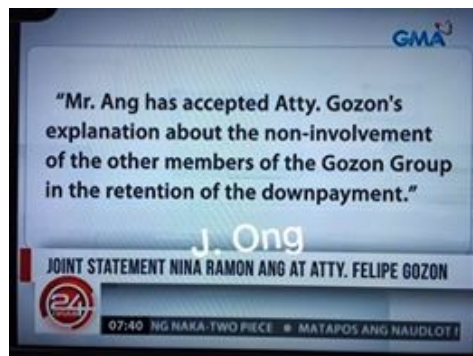 GMA
"Mr. Ang has accepted Atty. Gozon's
explanation about the non-involvement
of the other members of the Gozon Group
in the retention of the downpayment."
J. Ong
JOINT STATEMENT NINA RAMON ANG AT ATTY. FELIPE GOZON
24
07:40 NG NAKA-TWO PIECE • MATAPOS ANG NAUDLOT